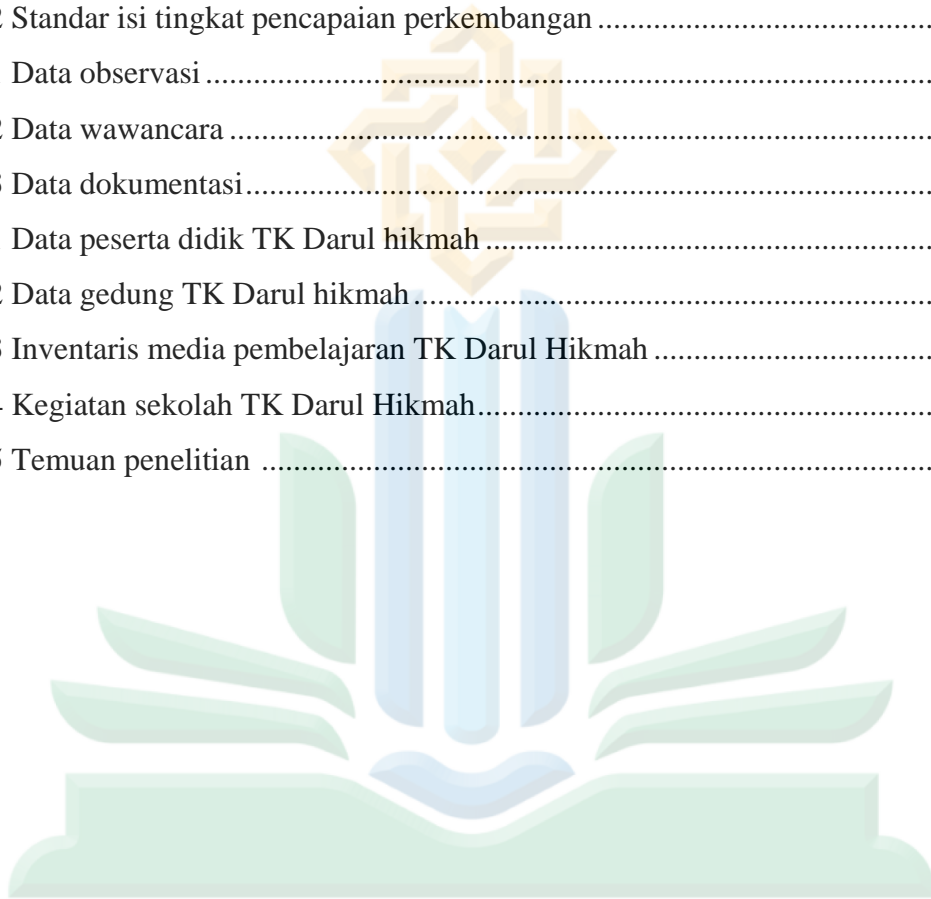 2 Standar isi tingkat pencapaian perkembangan ........................................
Data observasi ........................................
2 Data wawancara ........................................
3 Data dokumentasi ........................................
Data peserta didik TK Darul hikmah ........................................
2 Data gedung TK Darul hikmah ........................................
3 Inventaris media pembelajaran TK Darul Hikmah ........................................
4 Kegiatan sekolah TK Darul Hikmah ........................................
5 Temuan penelitian ........................................